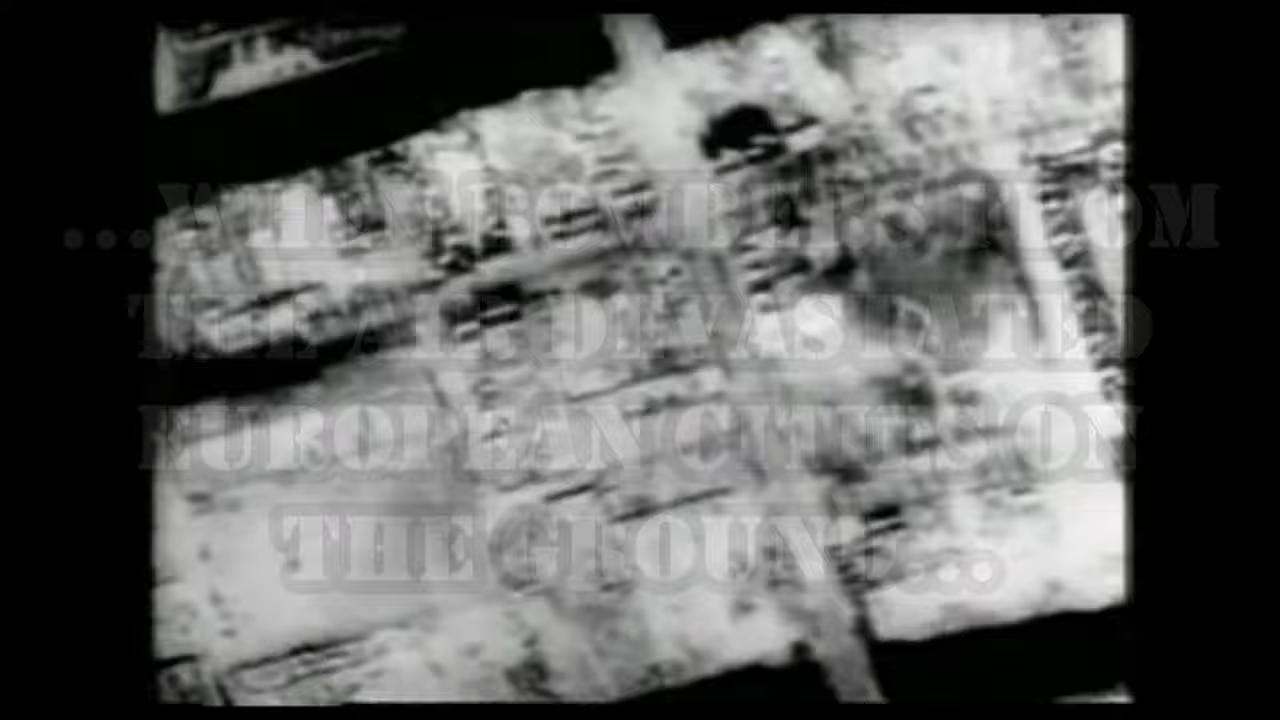 ... WHEN BOMBERS FROM
THE AIR DEVASTATED
EUROPEAN CITIES ON
THE GROUND ...